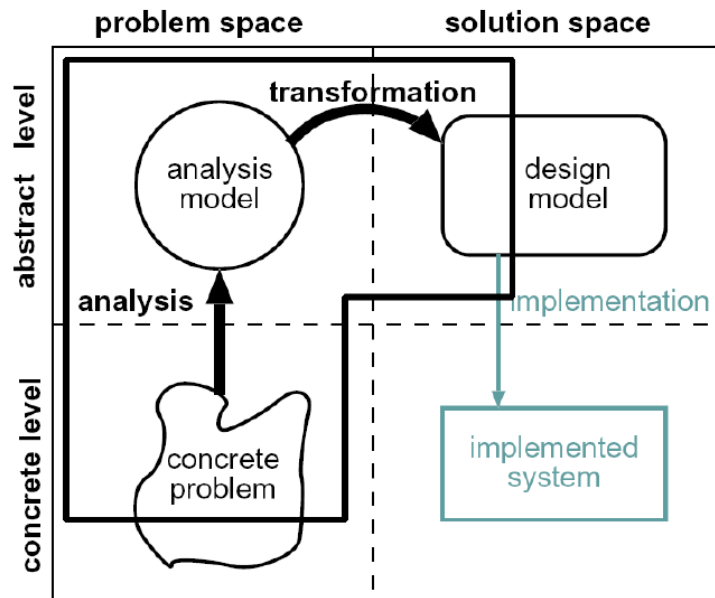 problem space
solution space
abstract level
transformation
analysis
model
design
model
analysis
implementation
concrete level
concrete
problem
implemented
system